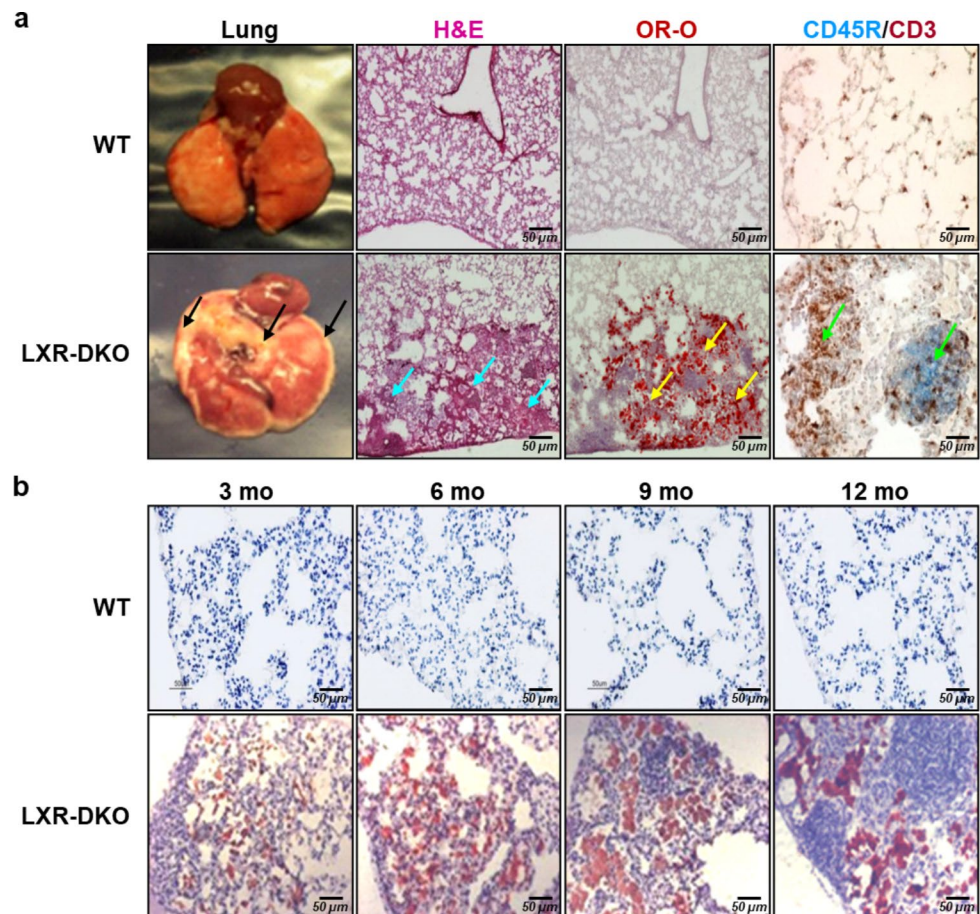 a
Lung H&E OR-O CD45R/CD3
WT
50 µm 50 µm 50 µm
LXR-DKO
50 µm 50 µm 50 µm
b
3 mo 6 mo 9 mo 12 mo
WT
50µm 50 µm 50 µm 50µm 50 µm 50 µm
LXR-DKO
50 µm 50 µm 50 µm 50 µm